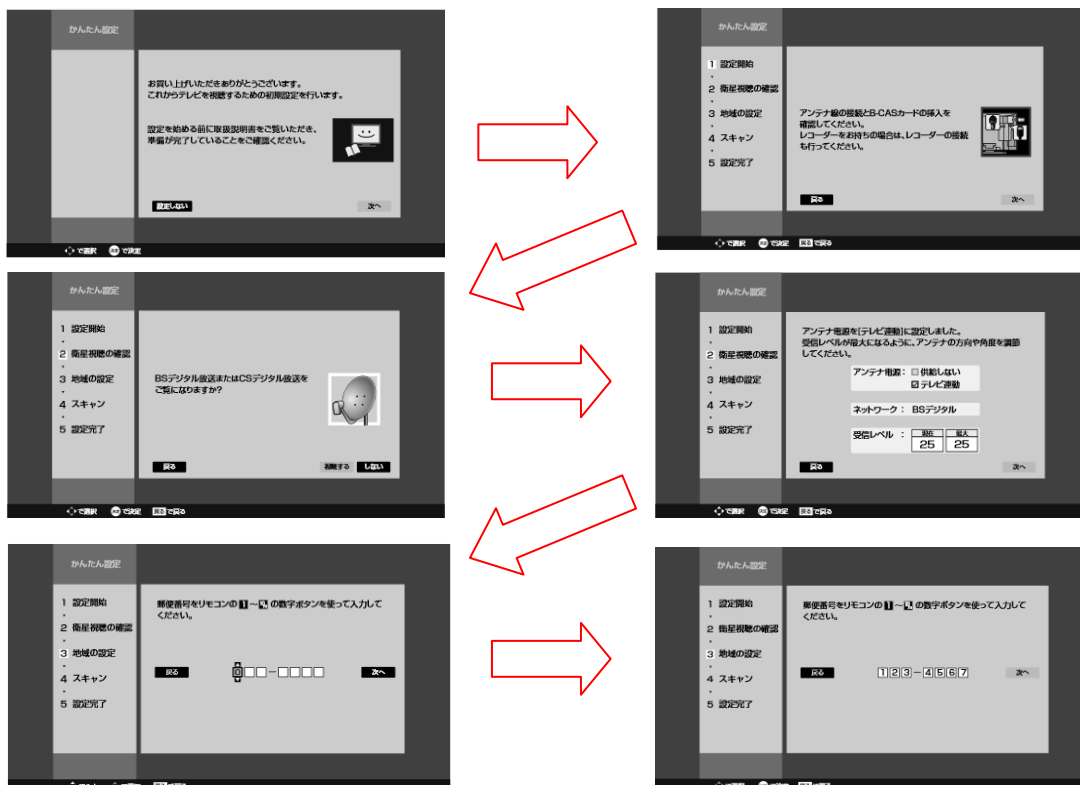 かんたん設定
お買い上げいただきありがとうございます。
これからテレビを視聴するための初期設定を行います。
設定を始める前に取扱説明書をご覧いただき、
準備が完了していることをご確認ください。
設定しない
次へ
で選択 決定 で決定
かんたん設定
1 設定開始
2 衛星視聴の確認
3 地域の設定
4 スキャン
5 設定完了
アンテナ線の接続とB-CASカードの挿入を
確認してください。
レコーダーをお持ちの場合は、レコーダーの接続
も行ってください。
戻る
次へ
で選択 決定 で決定 戻る で戻る
かんたん設定
1 設定開始
2 衛星視聴の確認
3 地域の設定
4 スキャン
5 設定完了
BSデジタル放送またはCSデジタル放送を
ご覧になりますか?
戻る
視聴する しない
で選択 決定 で決定 戻る で戻る
かんたん設定
1 設定開始
2 衛星視聴の確認
3 地域の設定
4 スキャン
5 設定完了
アンテナ電源を[テレビ連動]に設定しました。
受信レベルが最大になるように、アンテナの方向や角度を調節
してください。
アンテナ電源: 供給しない
テレビ連動
ネットワーク: BSデジタル
受信レベル : 現在 最大
25 25
戻る
次へ
で選択 決定 で決定 戻る で戻る
かんたん設定
1 設定開始
2 衛星視聴の確認
3 地域の設定
4 スキャン
5 設定完了
郵便番号をリモコンの 1 ~ の数字ボタンを使って入力して
ください。
戻る 0 - 次へ
かんたん設定
1 設定開始
2 衛星視聴の確認
3 地域の設定
4 スキャン
5 設定完了
郵便番号をリモコンの 1 ~ の数字ボタンを使って入力して
ください。
戻る 123-4567 次へ